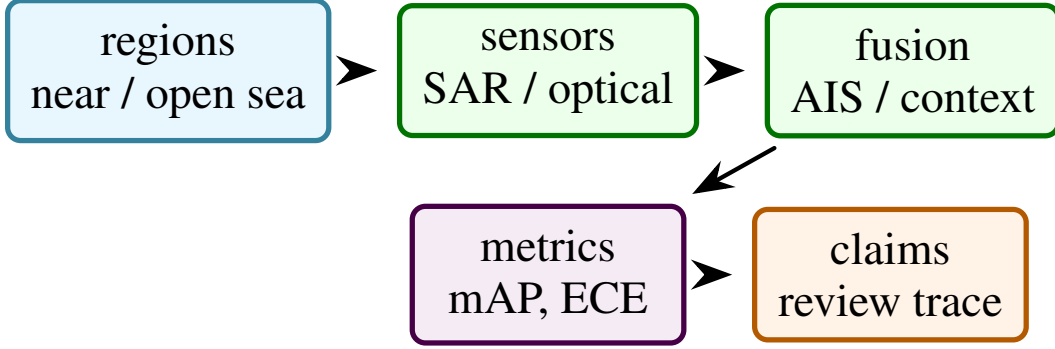 regions
near / open sea
sensors
SAR / optical
fusion
AIS / context
metrics
mAP, ECE
claims
review trace